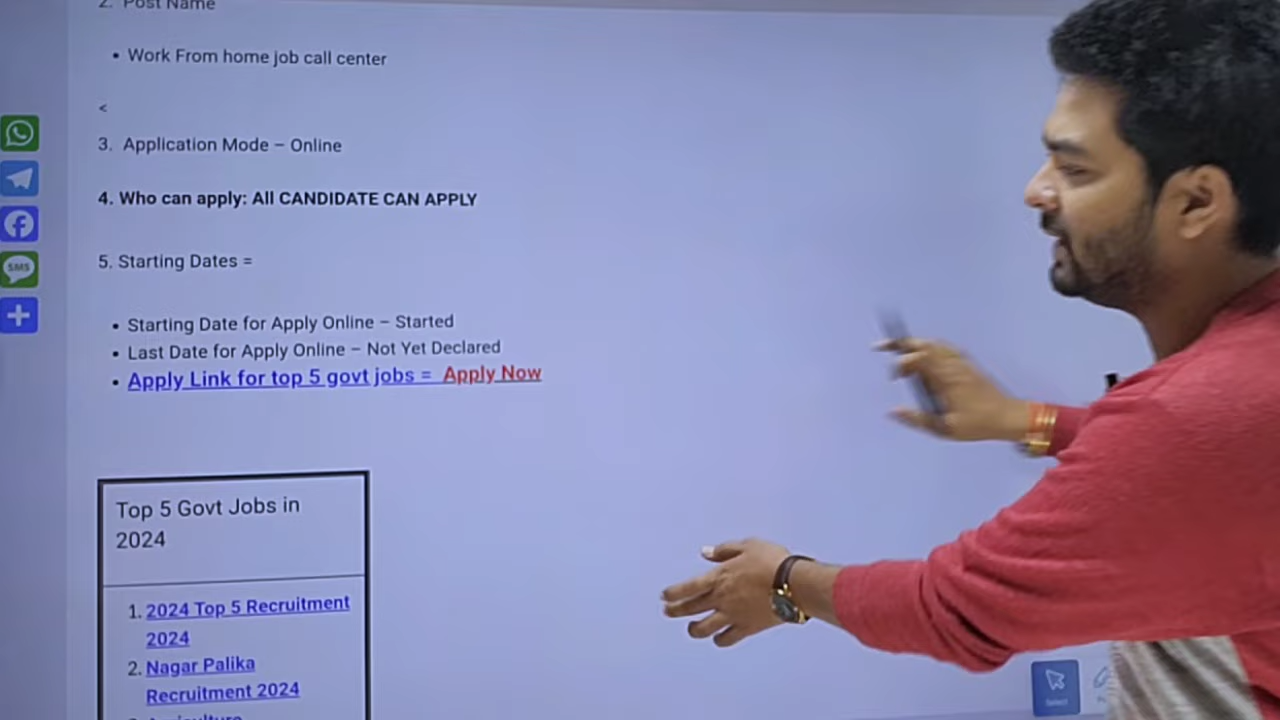 2. Post Name
• Work From home job call center
<
3. Application Mode – Online
4. Who can apply: All CANDIDATE CAN APPLY
5. Starting Dates =
• Starting Date for Apply Online – Started
• Last Date for Apply Online – Not Yet Declared
• Apply Link for top 5 govt jobs = Apply Now
SMS
Top 5 Govt Jobs in
2024
1. 2024 Top 5 Recruitment
2024
2. Nagar Palika
Recruitment 2024
3. Agriculture
Select